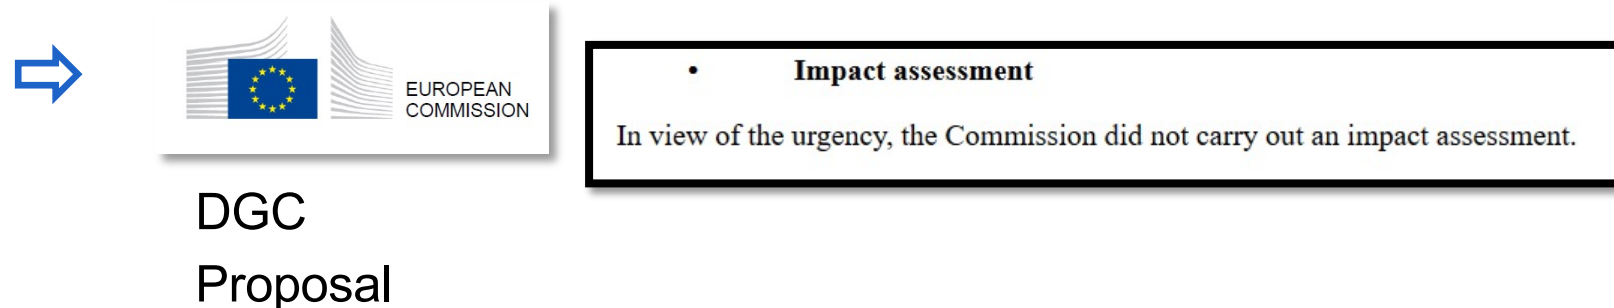 EUROPEAN
COMMISSION
• Impact assessment
In view of the urgency, the Commission did not carry out an impact assessment.
DGC
Proposal